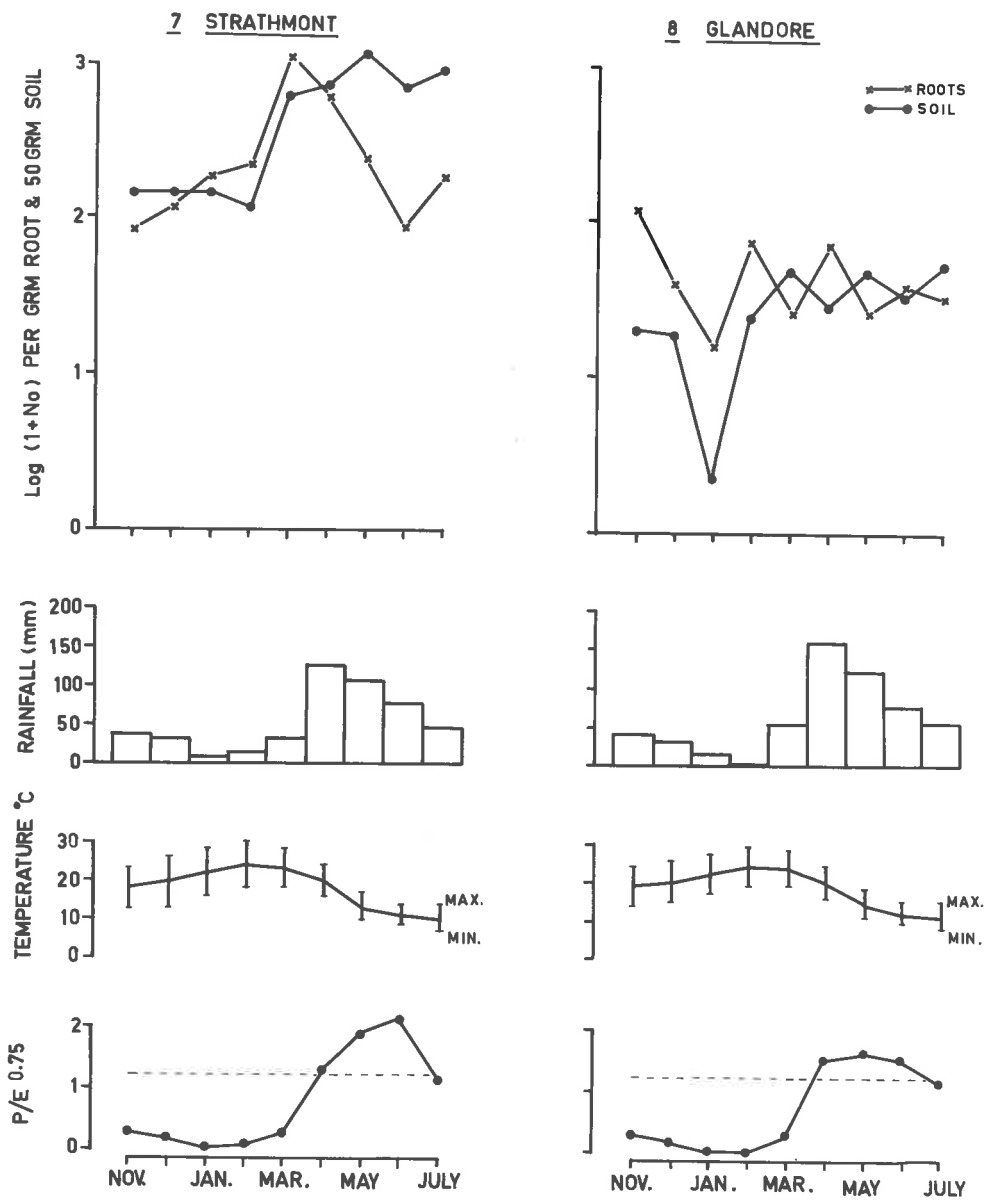 7 STRATHMONT
8 GLANDORE
Log (1+No) PER GRM ROOT & 50 GRM SOIL
3
2
1
0
ROOTS
SOIL
RAINFALL (mm)
200
150
100
50
0
TEMPERATURE °C
30
20
10
0
MAX.
MIN.
MAX.
MIN.
P/E 0.75
2
1
0
NOV. JAN. MAR. MAY JULY
NOV. JAN. MAR. MAY JULY